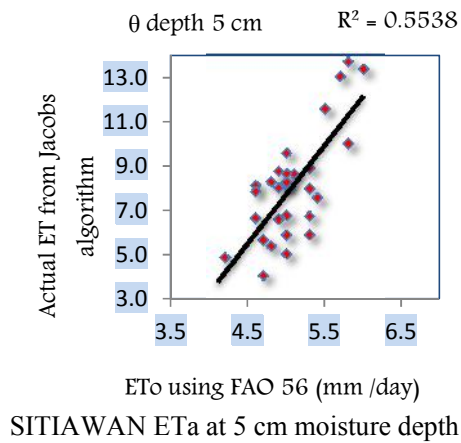 θ depth 5 cm
R² = 0.5538
Actual ET from Jacobs
algorithm
13.0
11.0
9.0
7.0
5.0
3.0
3.5 4.5 5.5 6.5
ETo using FAO 56 (mm /day)
SITIAWAN ETa at 5 cm moisture depth